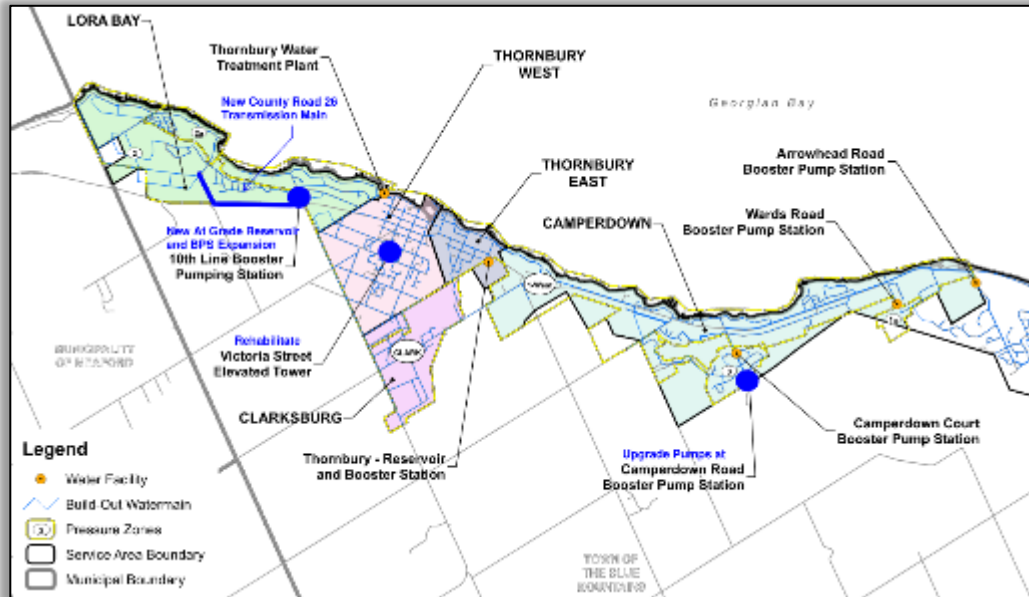 LORA BAY
Thornbury Water
Treatment Plant
THORNBURY
WEST
New County Road 26
Transmission Main
Georgian Bay
THORNBURY
EAST
Arrowhead Road
Booster Pump Station
CAMPERDOWN
Wards Road
Booster Pump Station
New At Grade Reservoir
and BPS Expansion
10th Line Booster
Pumping Station
Rehabilitate
Victoria Street
Elevated Tower
MUNICIPALITY
OF MEAFORD
CLARK
CLARKSBURG
Thornbury - Reservoir
and Booster Station
Upgrade Pumps at
Camperdown Road
Booster Pump Station
Camperdown Court
Booster Pump Station
TOWN OF
THE BLUE
MOUNTAINS
Legend
Water Facility
Build-Out Watermain
Pressure Zones
Service Area Boundary
Municipal Boundary